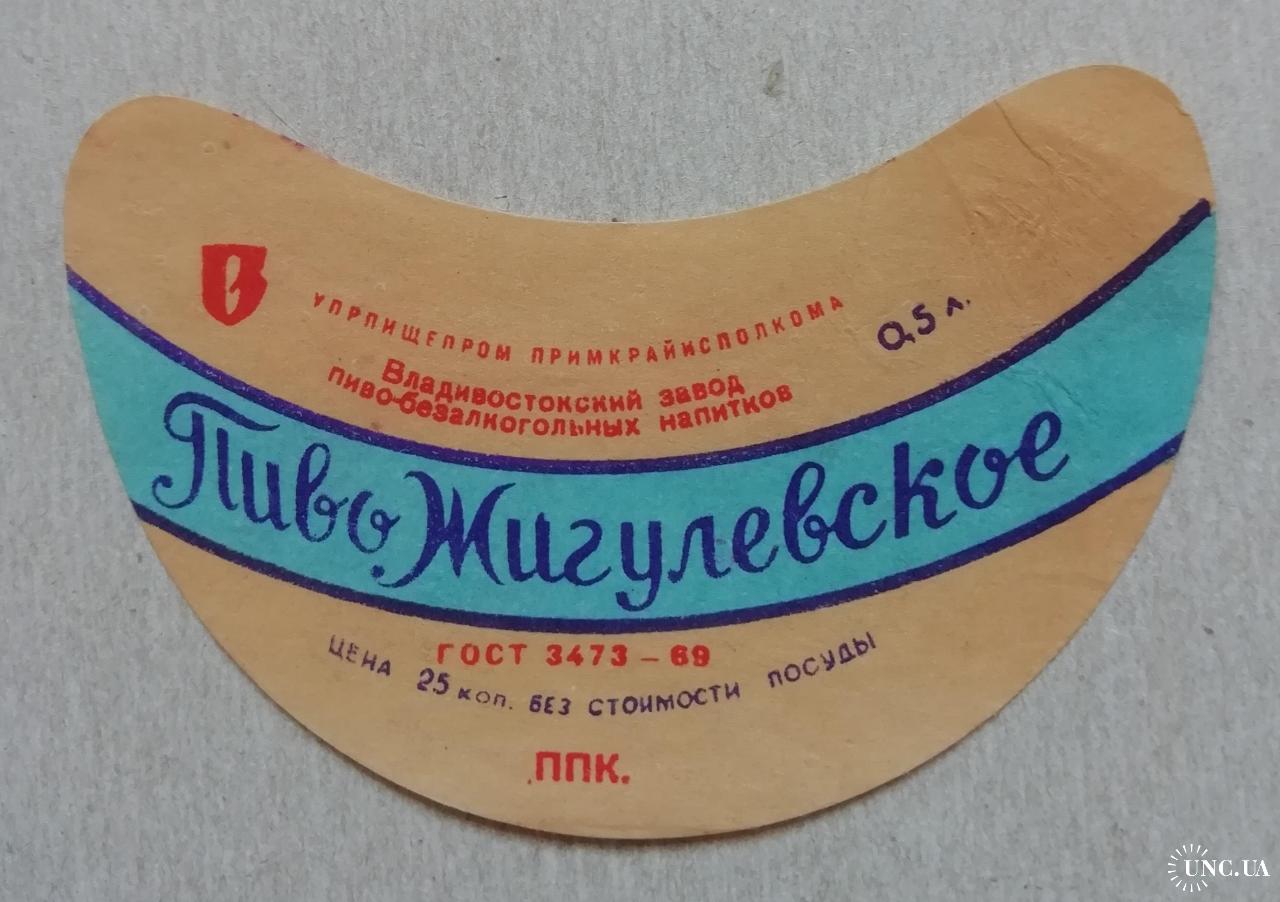 в
УПРПИЩЕПРОМ ПРИМКРАЙИСПОЛКОМА
0,5 л.
Владивостокский завод
пиво-безалкогольных напитков
Пиво Жигулевское
ГОСТ 3473 – 69
ЦЕНА 25 коп. БЕЗ СТОИМОСТИ ПОСУДЫ
ППК.
UNC.UA